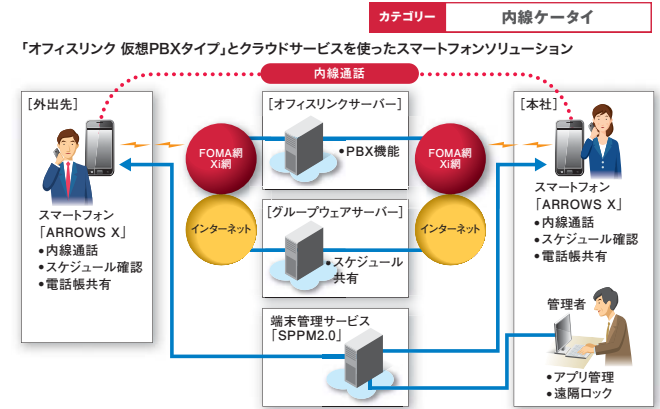 カテゴリー
内線ケータイ
「オフィスリンク 仮想PBXタイプ」とクラウドサービスを使ったスマートフォンソリューション
内線通話
［外出先］
FOMA網
Xi網
インターネット
スマートフォン
「ARROWS X」
•内線通話
•スケジュール確認
•電話帳共有
［オフィスリンクサーバー］
•PBX機能
［グループウェアサーバー］
•スケジュール
共有
端末管理サービス
「SPPM2.0」
FOMA網
Xi網
インターネット
［本社］
スマートフォン
「ARROWS X」
•内線通話
•スケジュール確認
•電話帳共有
管理者
•アプリ管理
•遠隔ロック